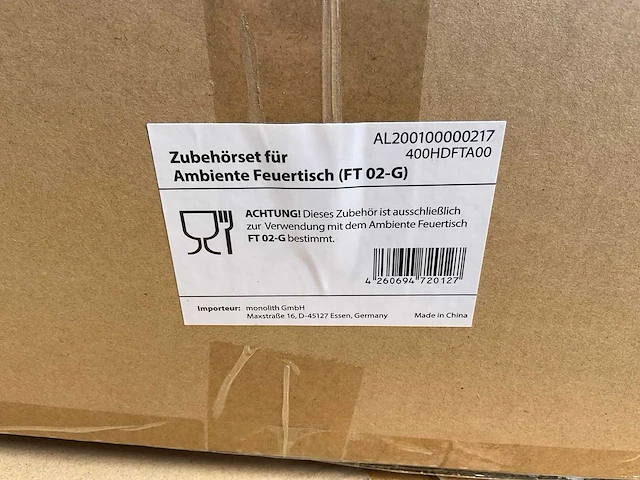 AL200100000217
400HDFTA00
Zubehörset für
Ambiente Feuertisch (FT 02-G)
ACHTUNG! Dieses Zubehör ist ausschließlich
zur Verwendung mit dem Ambiente Feuertisch
FT 02-G bestimmt.
4 260694 720127
Importeur: monolith GmbH
Maxstraße 16, D-45127 Essen, Germany
Made in China